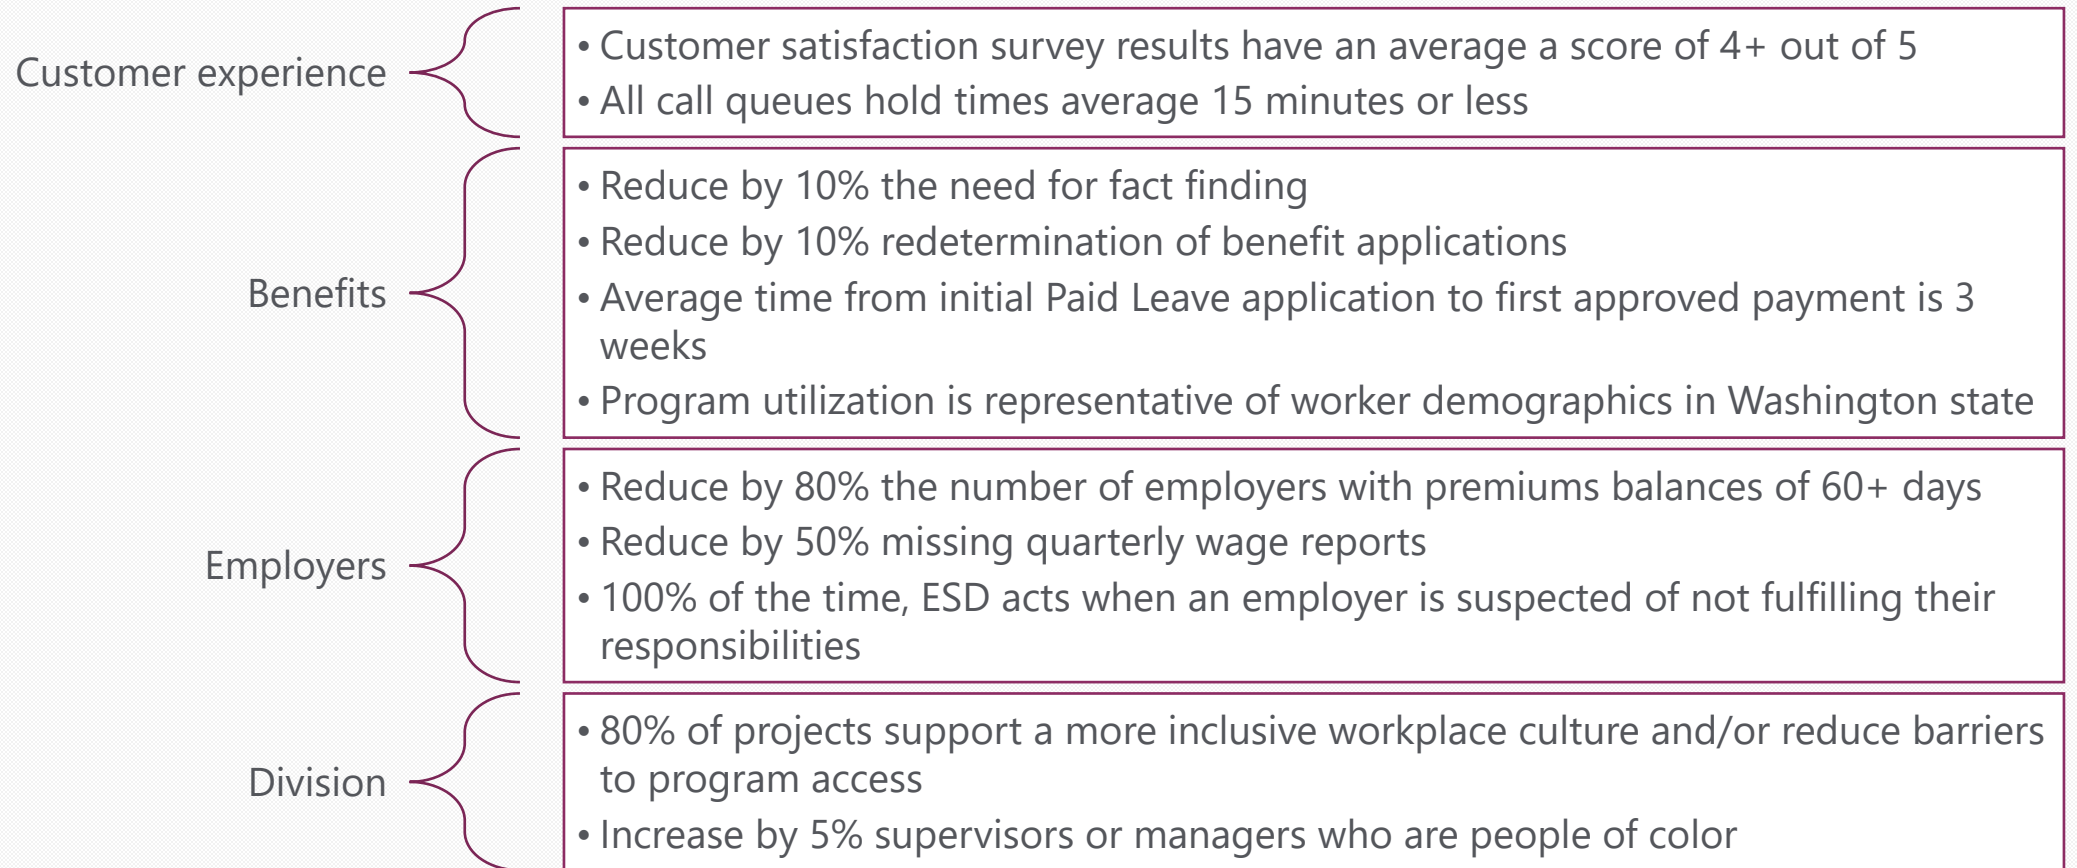 Customer experience
• Customer satisfaction survey results have an average a score of 4+ out of 5
• All call queues hold times average 15 minutes or less
Benefits
• Reduce by 10% the need for fact finding
• Reduce by 10% redetermination of benefit applications
• Average time from initial Paid Leave application to first approved payment is 3
weeks
• Program utilization is representative of worker demographics in Washington state
Employers
• Reduce by 80% the number of employers with premiums balances of 60+ days
• Reduce by 50% missing quarterly wage reports
• 100% of the time, ESD acts when an employer is suspected of not fulfilling their
responsibilities
Division
• 80% of projects support a more inclusive workplace culture and/or reduce barriers
to program access
• Increase by 5% supervisors or managers who are people of color